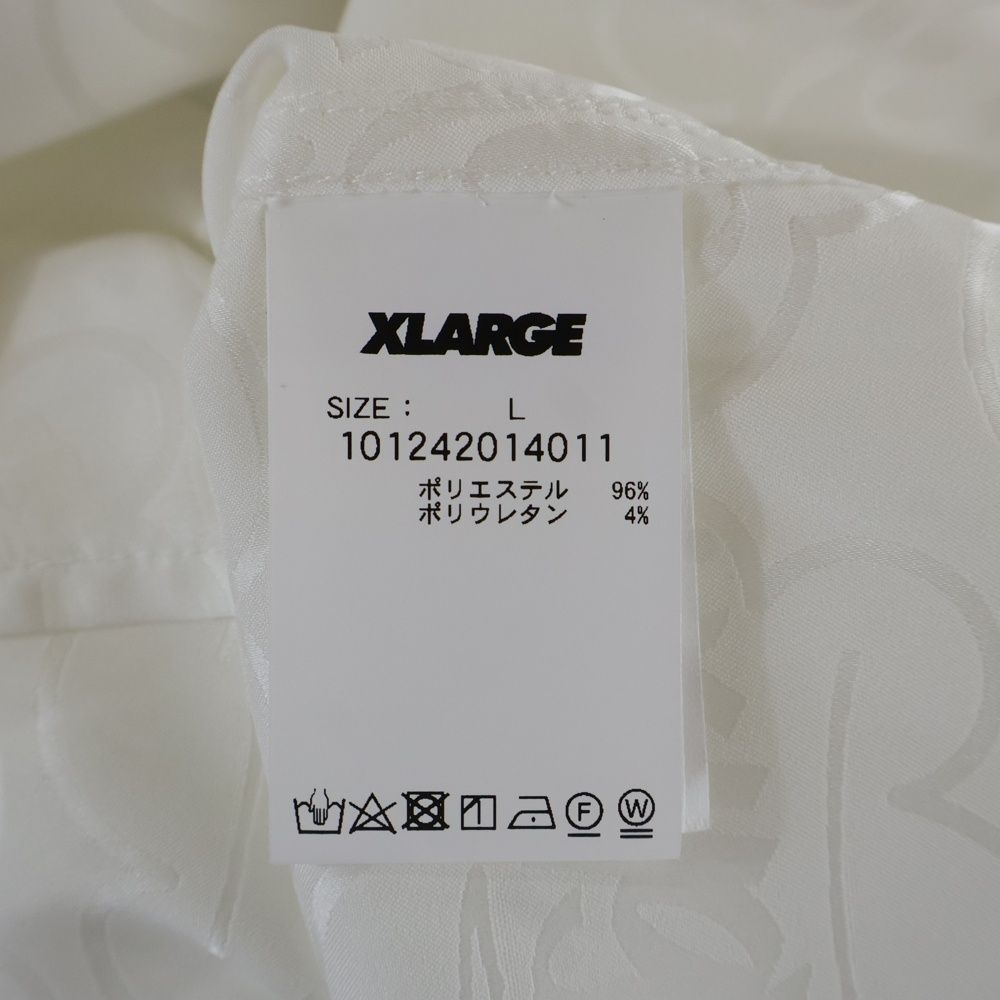 XLARGE
SIZE : L
101242014011
ポリエステル 96%
ポリウレタン 4%
F W